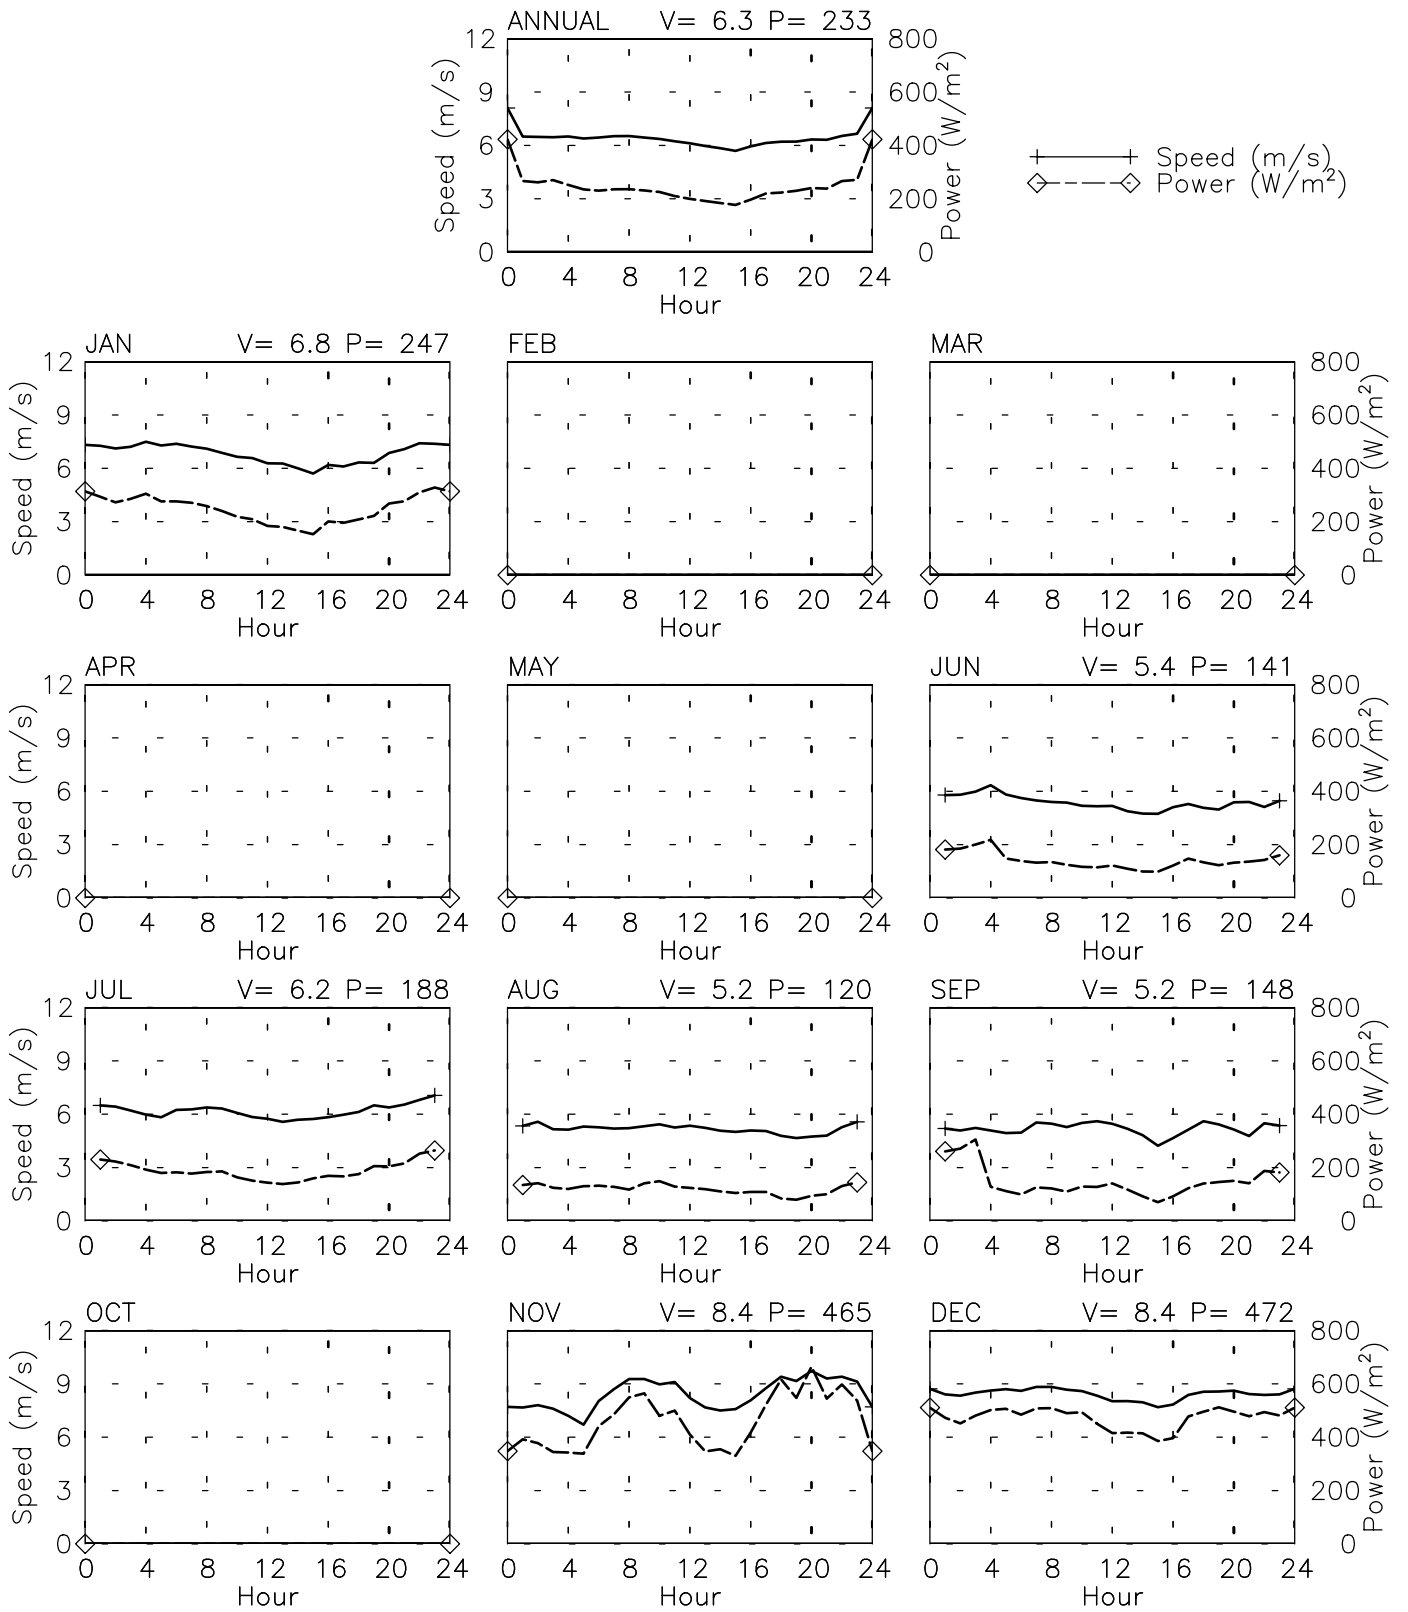 ANNUAL V= 6.3 P= 233
12 800
9 600
6 400
3 200
0 0
Speed (m/s)
Power (W/m²)
0 4 8 12 16 20 24
Hour
Speed (m/s)
Power (W/m²)
JAN V= 6.8 P= 247 FEB MAR
12 800
9 600
6 400
3 200
0 0
Speed (m/s)
Power (W/m²)
0 4 8 12 16 20 24 0 4 8 12 16 20 24 0 4 8 12 16 20 24
Hour Hour Hour
APR MAY JUN V= 5.4 P= 141
12 800
9 600
6 400
3 200
0 0
Speed (m/s)
Power (W/m²)
0 4 8 12 16 20 24 0 4 8 12 16 20 24 0 4 8 12 16 20 24
Hour Hour Hour
JUL V= 6.2 P= 188 AUG V= 5.2 P= 120 SEP V= 5.2 P= 148
12 800
9 600
6 400
3 200
0 0
Speed (m/s)
Power (W/m²)
0 4 8 12 16 20 24 0 4 8 12 16 20 24 0 4 8 12 16 20 24
Hour Hour Hour
OCT NOV V= 8.4 P= 465 DEC V= 8.4 P= 472
12 800
9 600
6 400
3 200
0 0
Speed (m/s)
Power (W/m²)
0 4 8 12 16 20 24 0 4 8 12 16 20 24 0 4 8 12 16 20 24
Hour Hour Hour